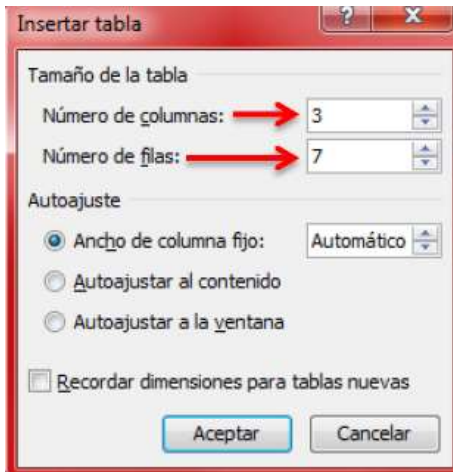 Insertar tabla
Tamaño de la tabla
Número de columnas: 3
Número de filas: 7
Autoajuste
Ancho de columna fijo: Automático
Autoajustar al contenido
Autoajustar a la ventana
Recordar dimensiones para tablas nuevas
Aceptar Cancelar